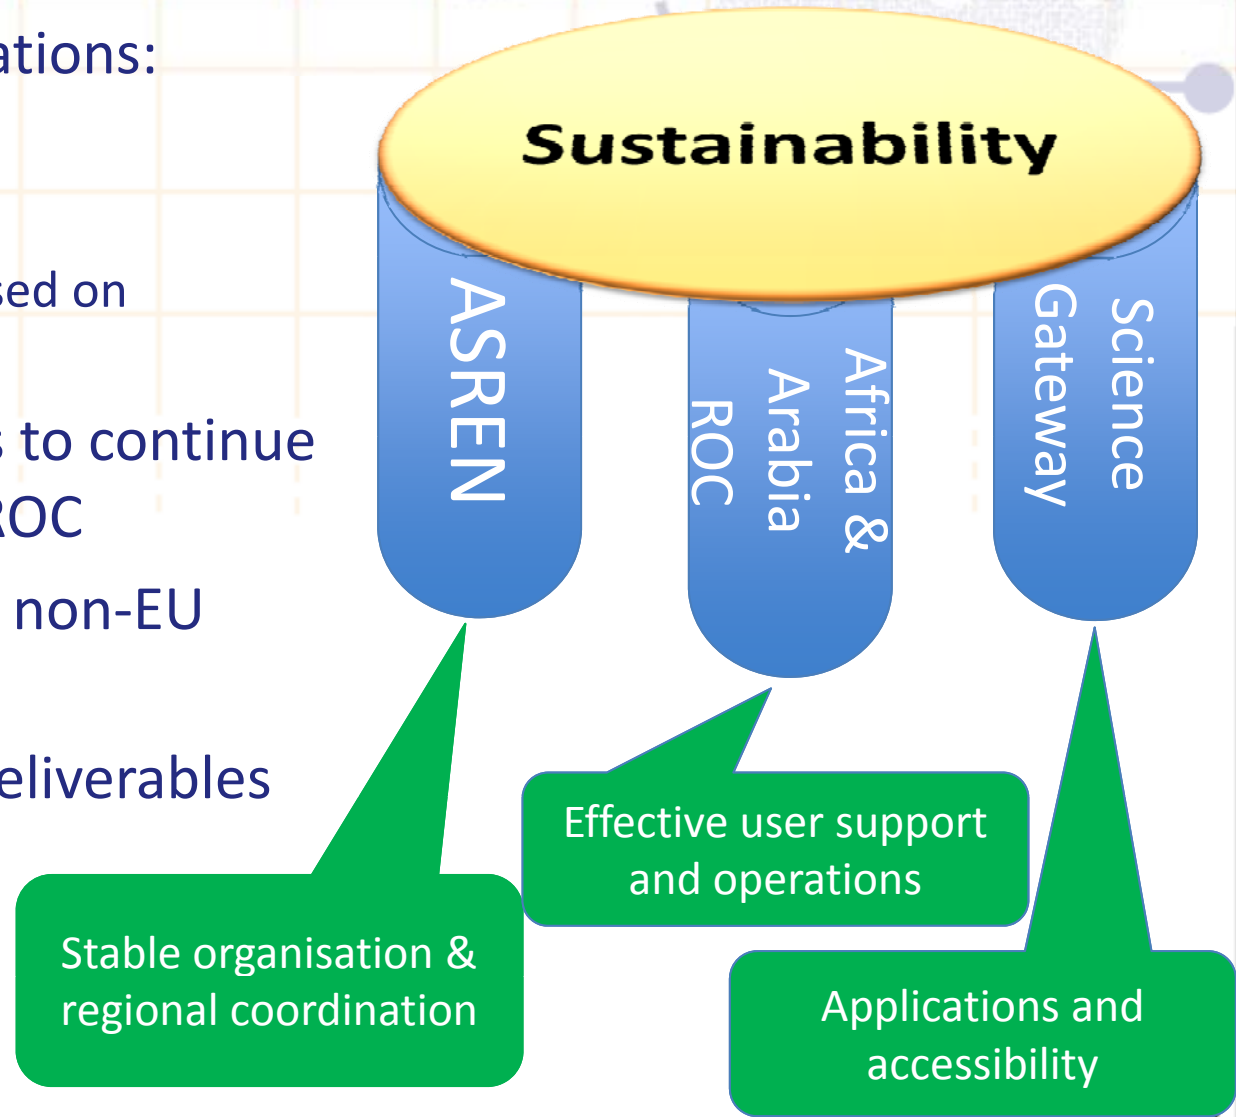 ations:
sed on
s to continue
ROC
non-EU
eliverables
Sustainability
ASREN
Africa &
Arabia
ROC
Science
Gateway
Stable organisation &
regional coordination
Effective user support
and operations
Applications and
accessibility